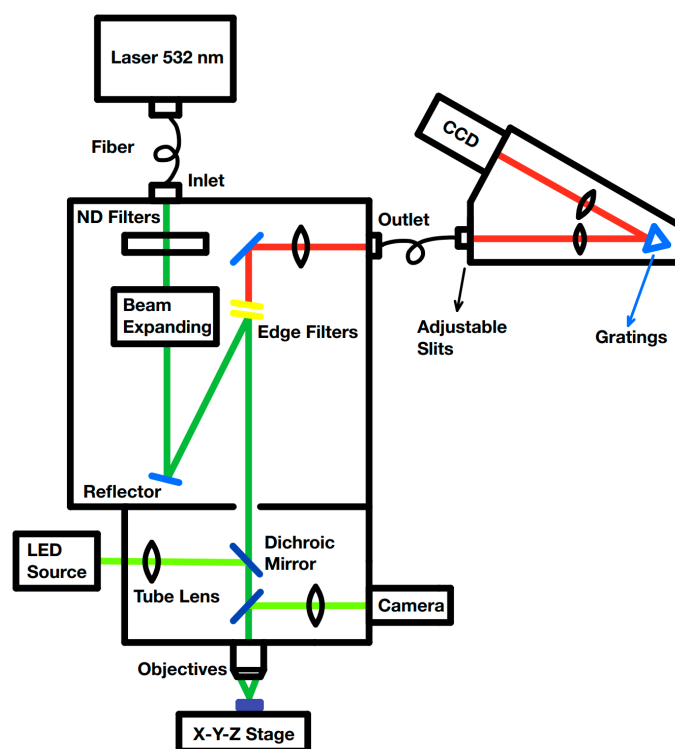 Laser 532 nm
Fiber
Inlet
ND Filters
Beam
Expanding
Reflector
Edge Filters
Outlet
CCD
Adjustable
Slits
Gratings
LED
Source
Tube Lens
Dichroic
Mirror
Camera
Objectives
X-Y-Z Stage